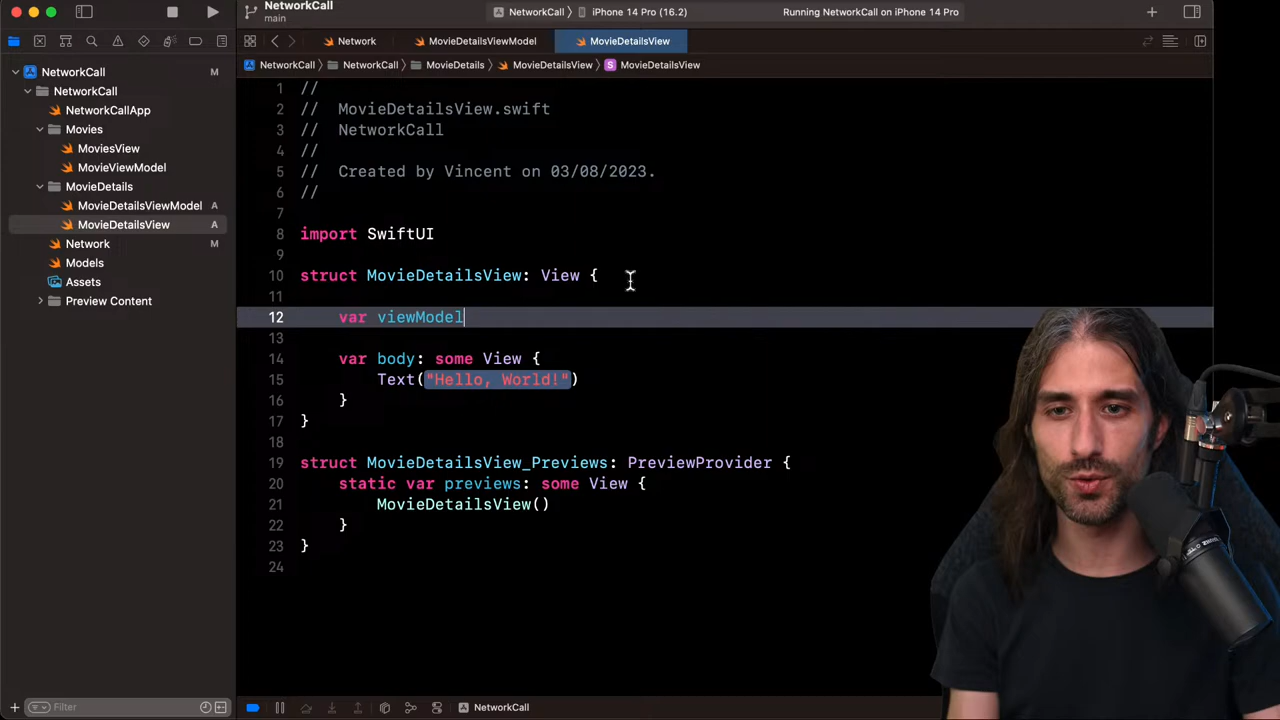 NetworkCall
main
NetworkCall
iPhone 14 Pro (16.2)
Running NetworkCall on iPhone 14 Pro
Network
MovieDetailsViewModel
MovieDetailsView
NetworkCall
NetworkCall
MovieDetails
MovieDetailsView
S MovieDetailsView
NetworkCall M
NetworkCall
NetworkCallApp
Movies
MoviesView
MovieViewModel
MovieDetails
MovieDetailsViewModel A
MovieDetailsView A
Network M
Models
Assets
Preview Content
1 //
2 //  MovieDetailsView.swift
3 //  NetworkCall
4 //
5 //  Created by Vincent on 03/08/2023.
6 //
7
8 import SwiftUI
9
10 struct MovieDetailsView: View {
11
12     var viewModel
13
14     var body: some View {
15         Text("Hello, World!")
16     }
17 }
18
19 struct MovieDetailsView_Previews: PreviewProvider {
20     static var previews: some View {
21         MovieDetailsView()
22     }
23 }
24
Filter
NetworkCall